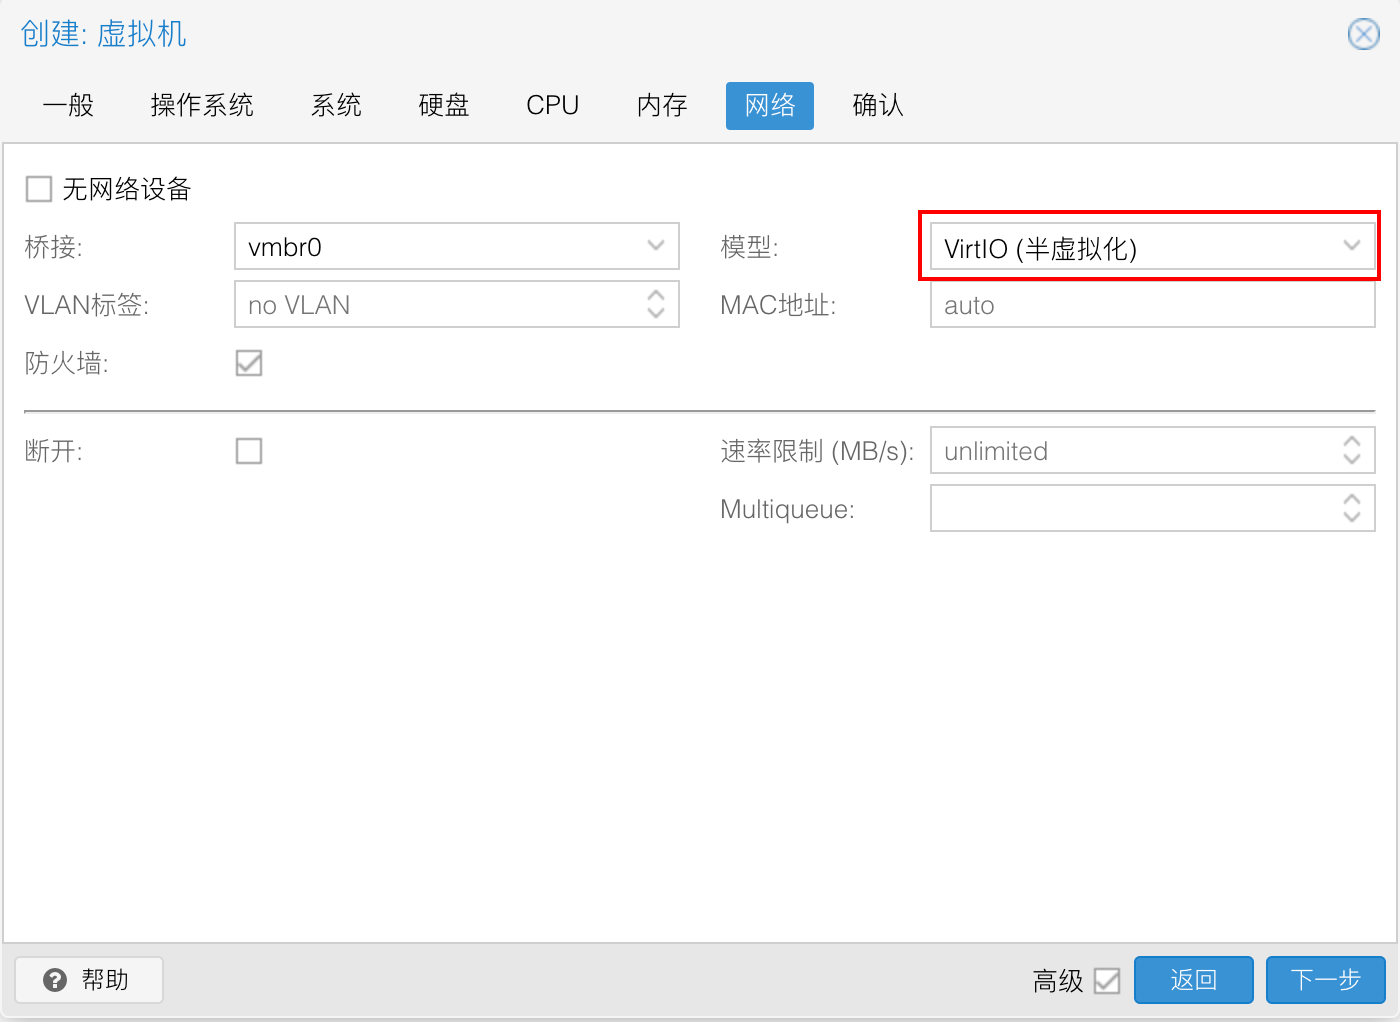 创建: 虚拟机
一般 操作系统 系统 硬盘 CPU 内存 网络 确认
无网络设备
桥接: vmbr0 模型: VirtIO (半虚拟化)
VLAN标签: no VLAN MAC地址: auto
防火墙:
断开: 速率限制 (MB/s): unlimited
Multiqueue:
帮助 高级 返回 下一步